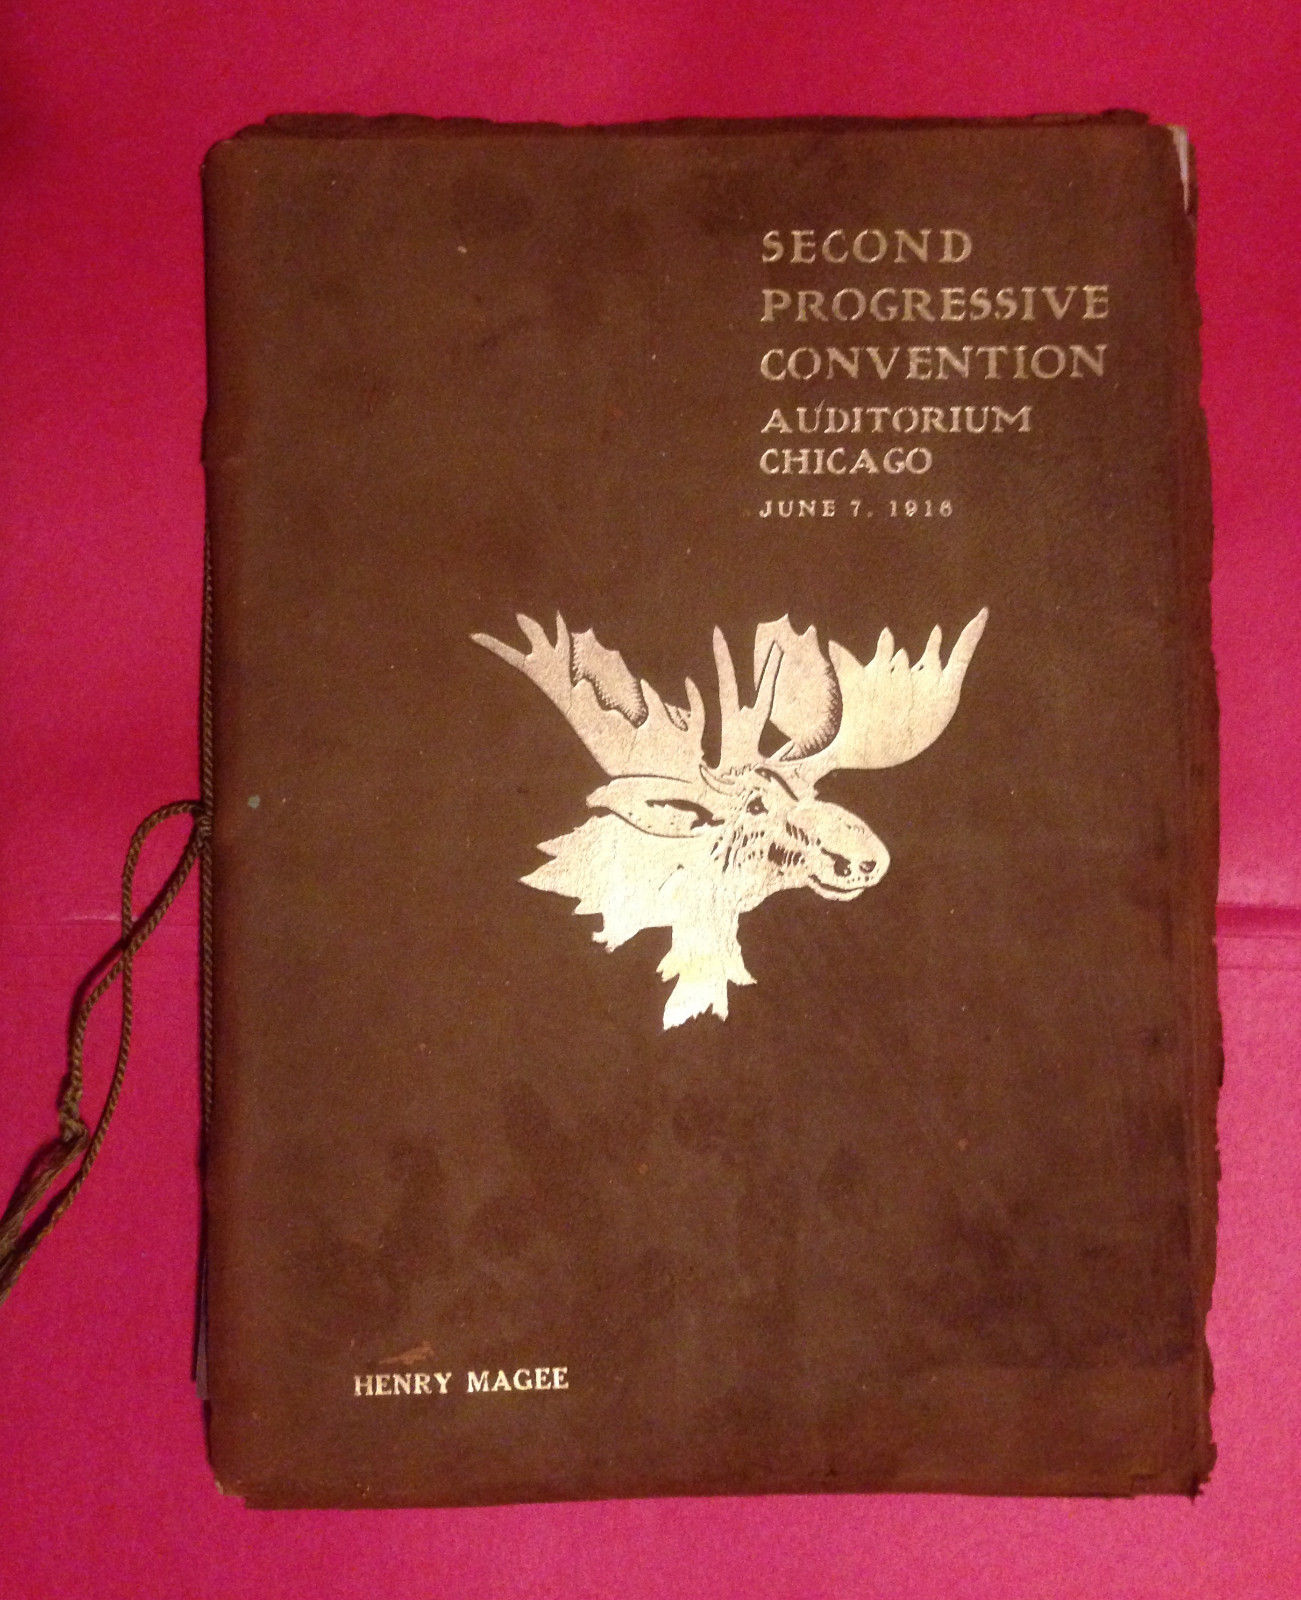 SECOND
PROGRESSIVE
CONVENTION
AUDITORIUM
CHICAGO
JUNE 7, 1916
HENRY MAGEE